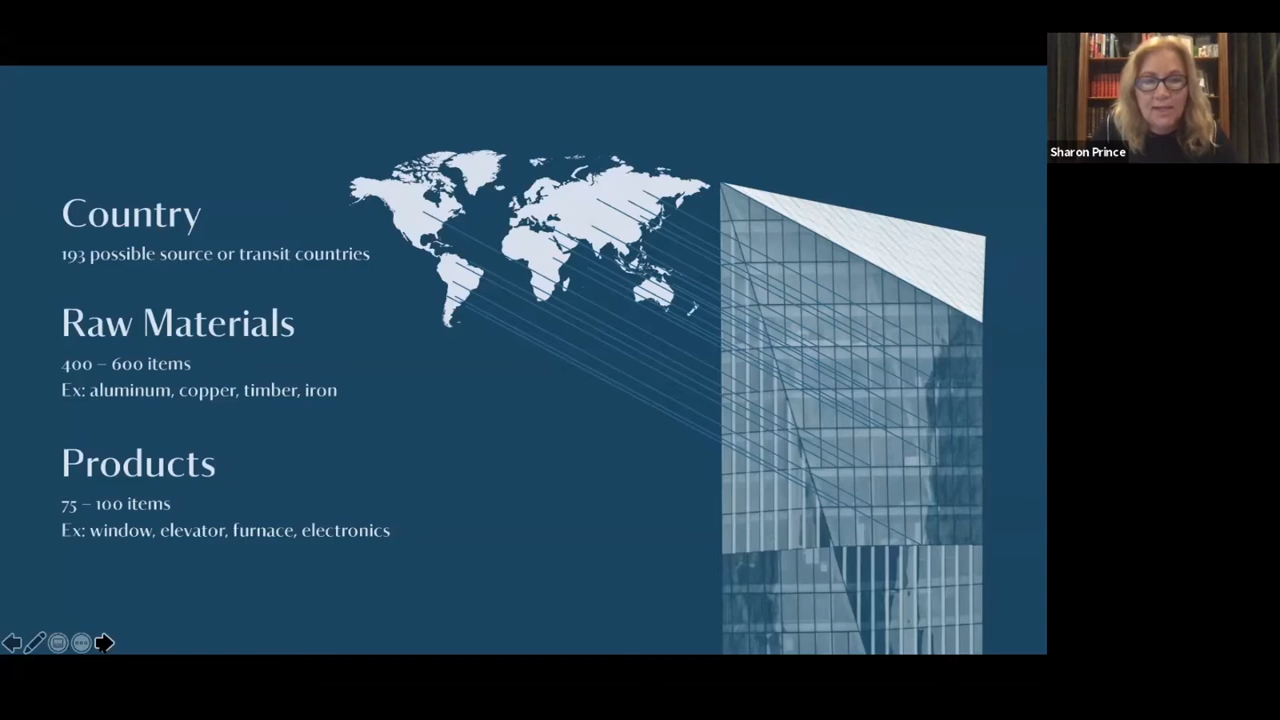 Country
193 possible source or transit countries
Raw Materials
400 – 600 items
Ex: aluminum, copper, timber, iron
Products
75 – 100 items
Ex: window, elevator, furnace, electronics
Sharon Prince